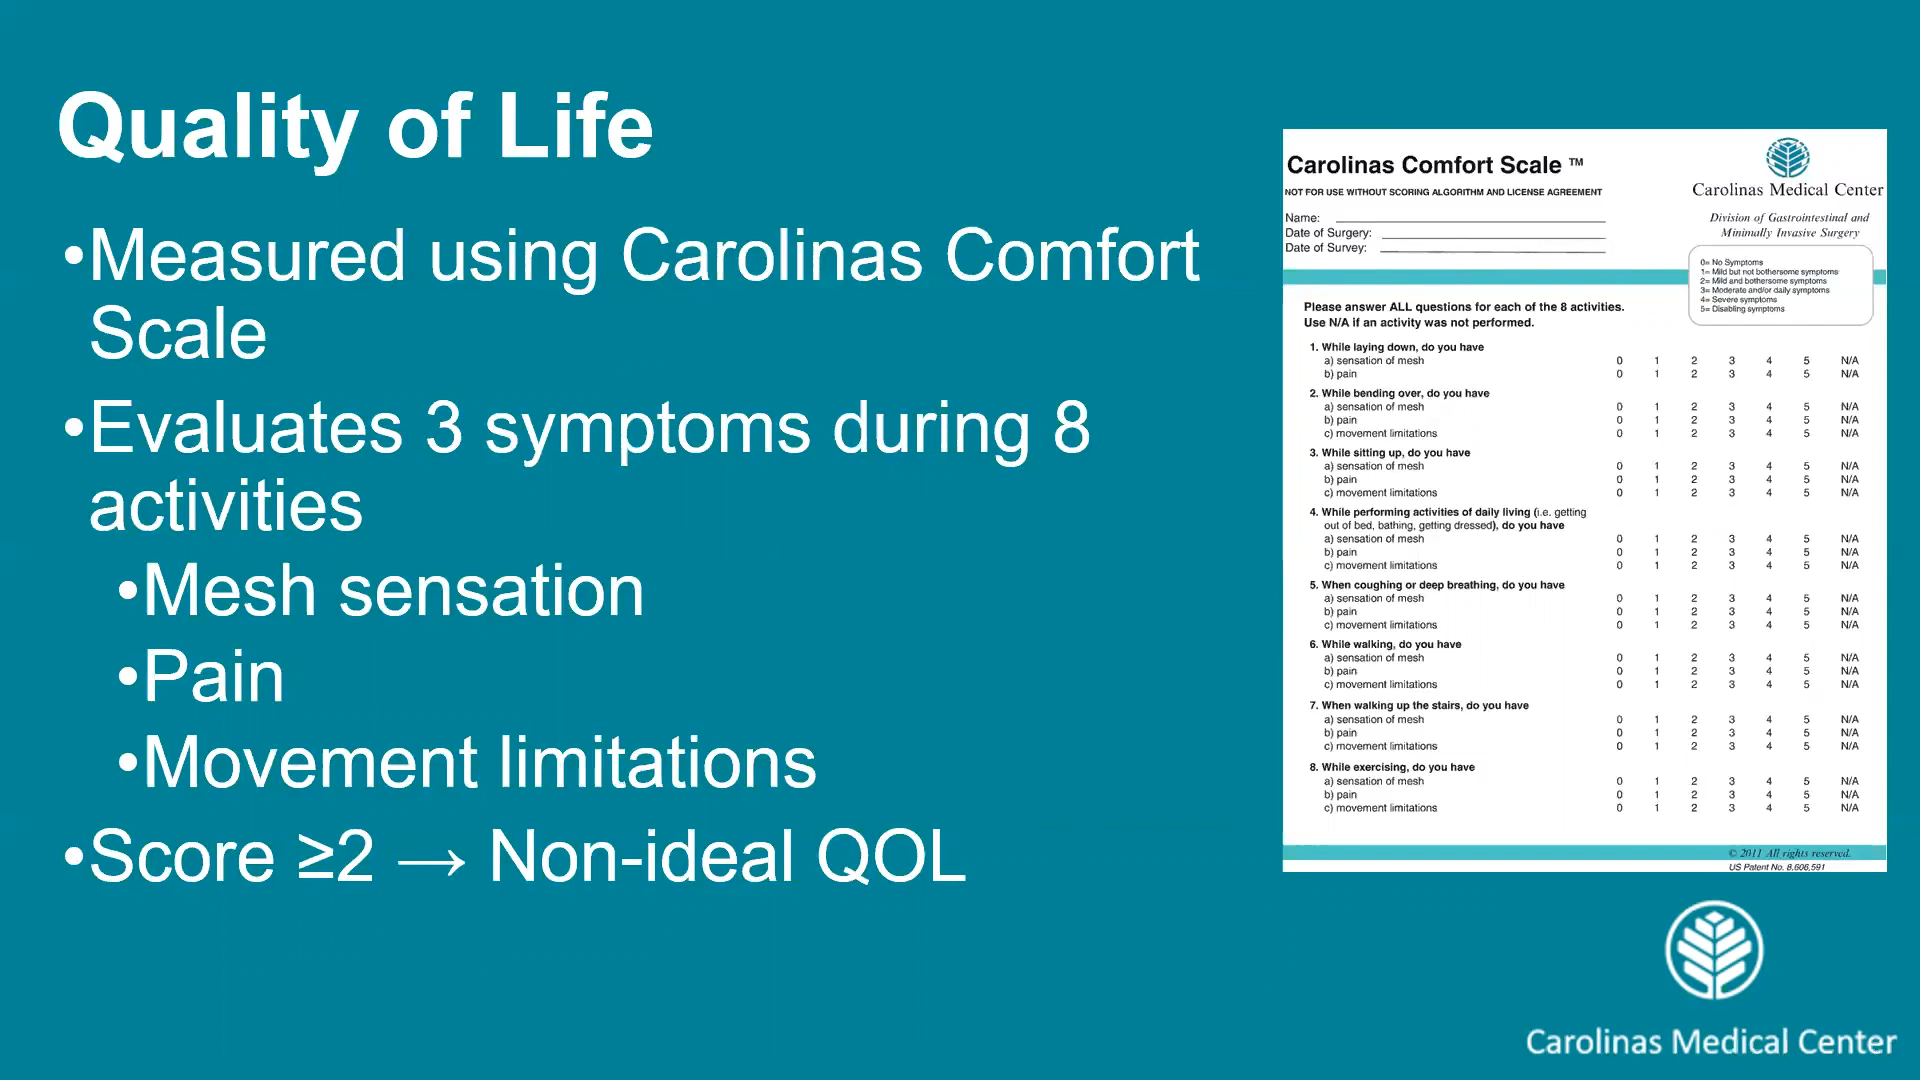 Quality of Life
•Measured using Carolinas Comfort
Scale
•Evaluates 3 symptoms during 8
activities
•Mesh sensation
•Pain
•Movement limitations
•Score ≥2 → Non-ideal QOL
Carolinas Comfort Scale ™
NOT FOR USE WITHOUT SCORING ALGORITHM AND LICENSE AGREEMENT
Carolinas Medical Center
Division of Gastrointestinal and
Minimally Invasive Surgery
Name:
Date of Surgery:
Date of Survey:
0= No Symptoms
1= Mild but not bothersome symptoms
2= Mild and bothersome symptoms
3= Moderate and/or daily symptoms
4= Severe symptoms
5= Disabling symptoms
Please answer ALL questions for each of the 8 activities.
Use N/A if an activity was not performed.
1. While laying down, do you have
a) sensation of mesh 0 1 2 3 4 5 N/A
b) pain 0 1 2 3 4 5 N/A
2. While bending over, do you have
a) sensation of mesh 0 1 2 3 4 5 N/A
b) pain 0 1 2 3 4 5 N/A
c) movement limitations 0 1 2 3 4 5 N/A
3. While sitting up, do you have
a) sensation of mesh 0 1 2 3 4 5 N/A
b) pain 0 1 2 3 4 5 N/A
c) movement limitations 0 1 2 3 4 5 N/A
4. While performing activities of daily living (i.e. getting
out of bed, bathing, getting dressed), do you have
a) sensation of mesh 0 1 2 3 4 5 N/A
b) pain 0 1 2 3 4 5 N/A
c) movement limitations 0 1 2 3 4 5 N/A
5. When coughing or deep breathing, do you have
a) sensation of mesh 0 1 2 3 4 5 N/A
b) pain 0 1 2 3 4 5 N/A
c) movement limitations 0 1 2 3 4 5 N/A
6. While walking, do you have
a) sensation of mesh 0 1 2 3 4 5 N/A
b) pain 0 1 2 3 4 5 N/A
c) movement limitations 0 1 2 3 4 5 N/A
7. When walking up the stairs, do you have
a) sensation of mesh 0 1 2 3 4 5 N/A
b) pain 0 1 2 3 4 5 N/A
c) movement limitations 0 1 2 3 4 5 N/A
8. While exercising, do you have
a) sensation of mesh 0 1 2 3 4 5 N/A
b) pain 0 1 2 3 4 5 N/A
c) movement limitations 0 1 2 3 4 5 N/A
© 2011 All rights reserved.
US Patent No. 8,606,591
Carolinas Medical Center